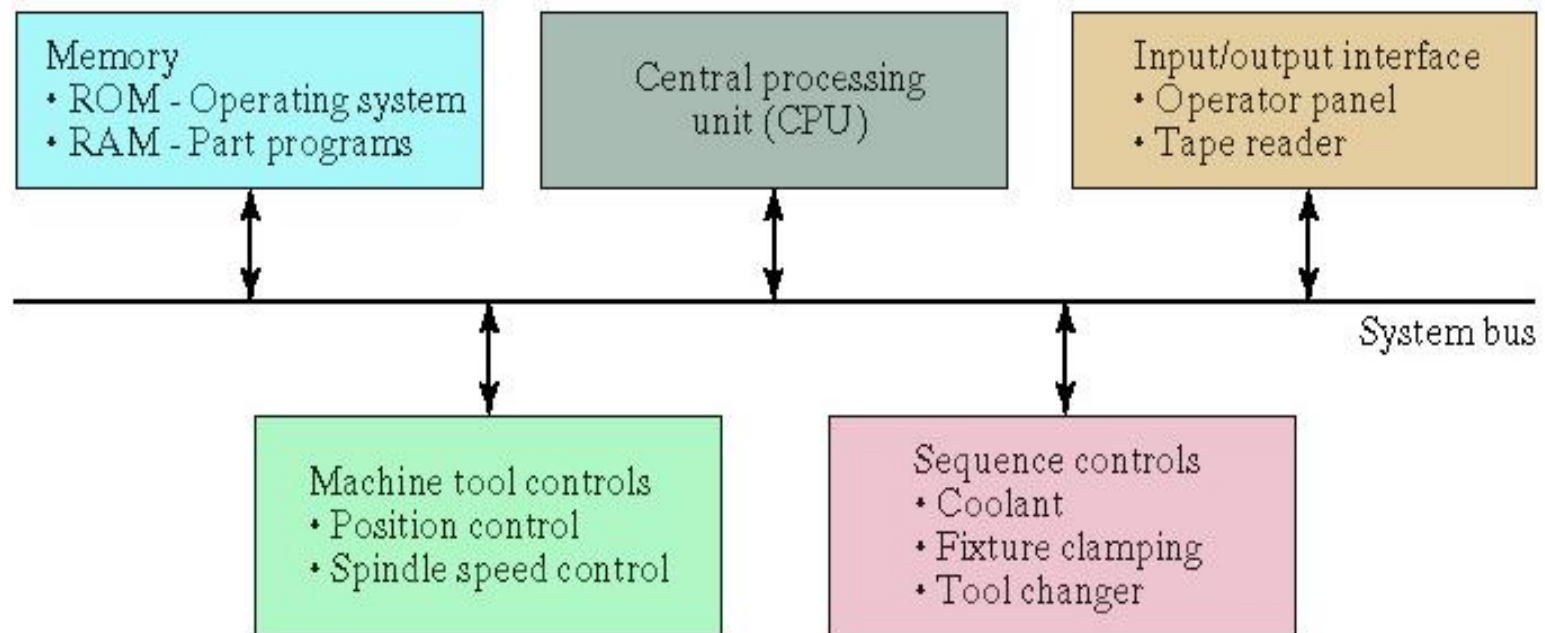 Memory
• ROM - Operating system
• RAM - Part programs
Central processing
unit (CPU)
Input/output interface
• Operator panel
• Tape reader
System bus
Machine tool controls
• Position control
• Spindle speed control
Sequence controls
• Coolant
• Fixture clamping
• Tool changer